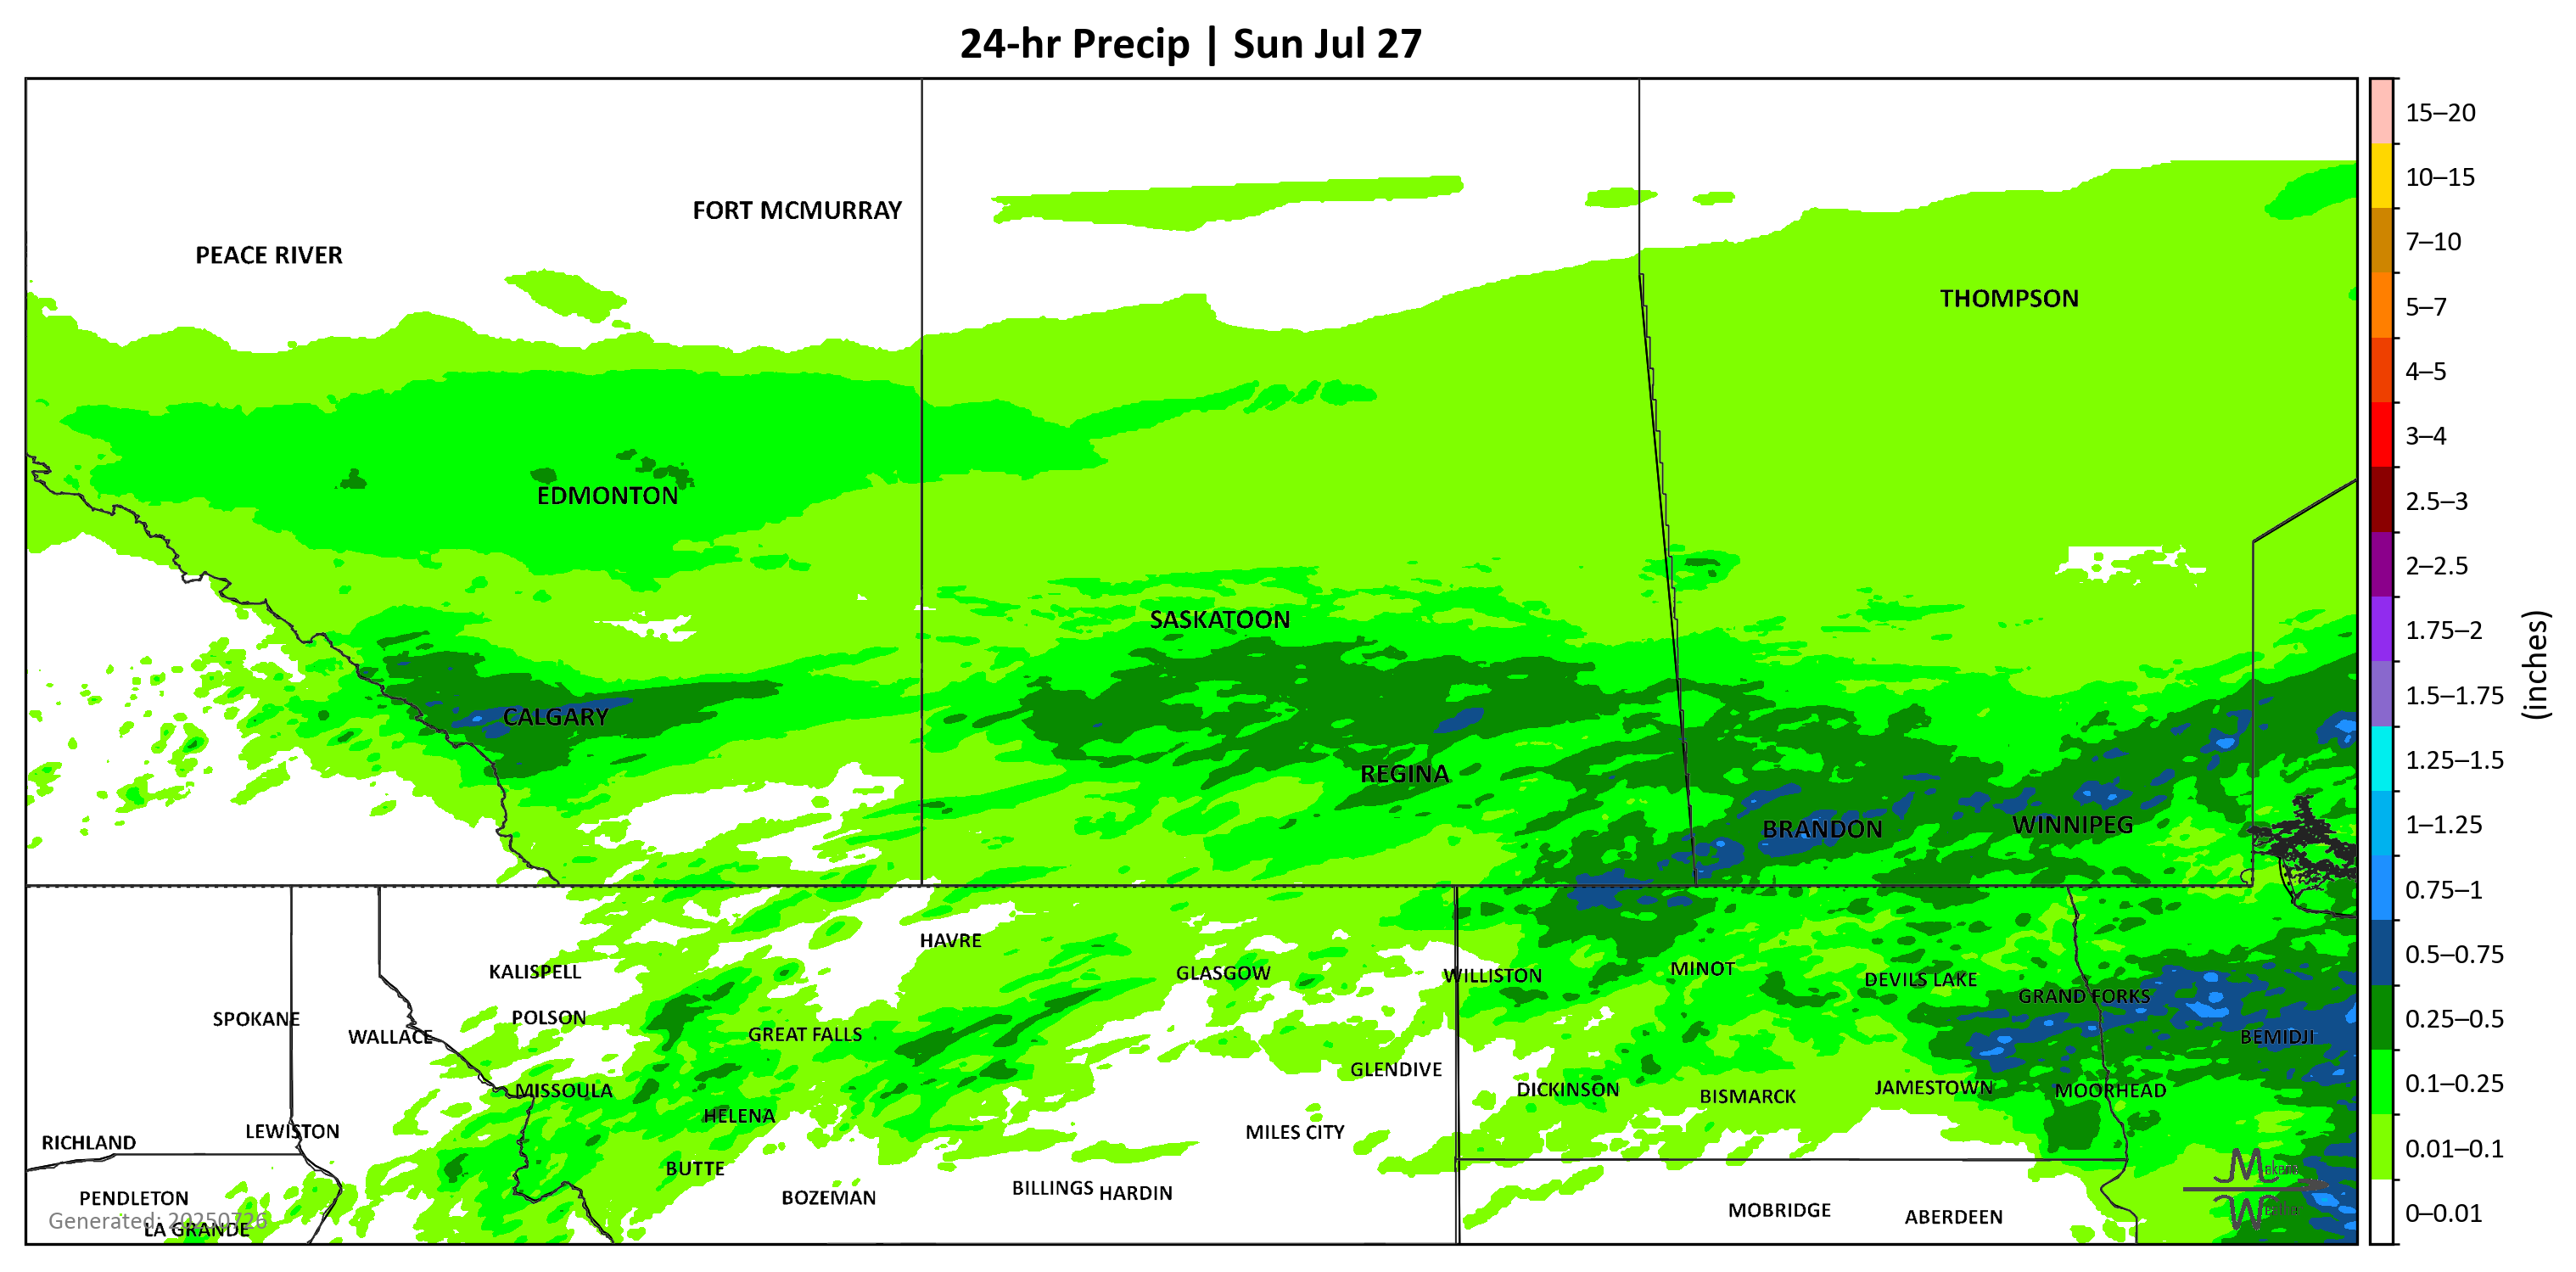 24-hr Precip | Sun Jul 27
FORT MCMURRAY
PEACE RIVER
THOMPSON
EDMONTON
SASKATOON
CALGARY
REGINA
BRANDON
WINNIPEG
HAVRE
KALISPELL
GLASGOW
WILLISTON
MINOT
DEVILS LAKE
GRAND FORKS
SPOKANE
POLSON
WALLACE
GREAT FALLS
BEMIDJI
GLENDIVE
MISSOULA
DICKINSON
BISMARCK
JAMESTOWN
MOORHEAD
HELENA
LEWISTON
RICHLAND
MILES CITY
BUTTE
PENDLETON
BOZEMAN
BILLINGS
HARDIN
MOBRIDGE
ABERDEEN
Generated: 20250726
LA GRANDE
15–20
10–15
7–10
5–7
4–5
3–4
2.5–3
2–2.5
1.75–2
1.5–1.75
1.25–1.5
1–1.25
0.75–1
0.5–0.75
0.25–0.5
0.1–0.25
0.01–0.1
0–0.01
(inches)